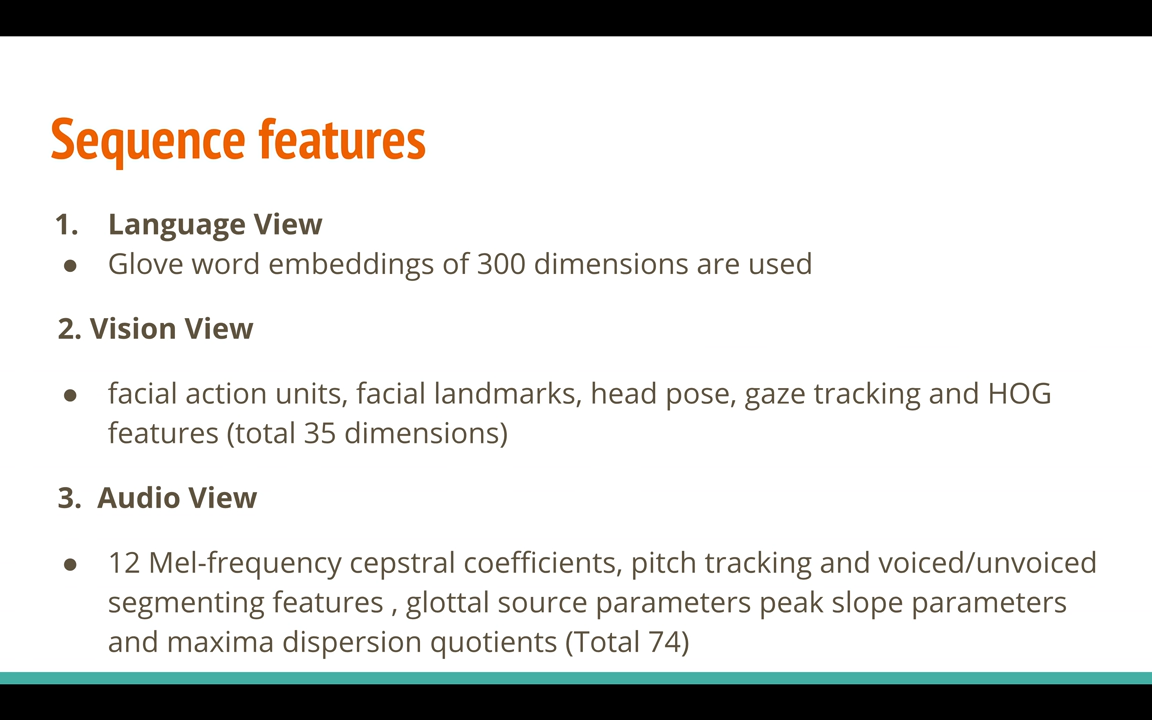 Sequence features
1. Language View
● Glove word embeddings of 300 dimensions are used
2. Vision View
● facial action units, facial landmarks, head pose, gaze tracking and HOG
features (total 35 dimensions)
3. Audio View
● 12 Mel-frequency cepstral coefficients, pitch tracking and voiced/unvoiced
segmenting features , glottal source parameters peak slope parameters
and maxima dispersion quotients (Total 74)